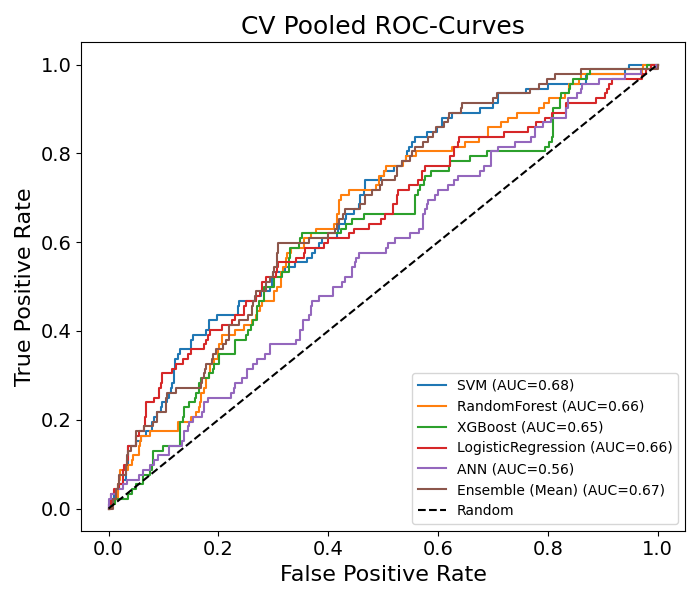 CV Pooled ROC-Curves
True Positive Rate
1.0
0.8
0.6
0.4
0.2
0.0
SVM (AUC=0.68)
RandomForest (AUC=0.66)
XGBoost (AUC=0.65)
LogisticRegression (AUC=0.66)
ANN (AUC=0.56)
Ensemble (Mean) (AUC=0.67)
Random
0.0 0.2 0.4 0.6 0.8 1.0
False Positive Rate